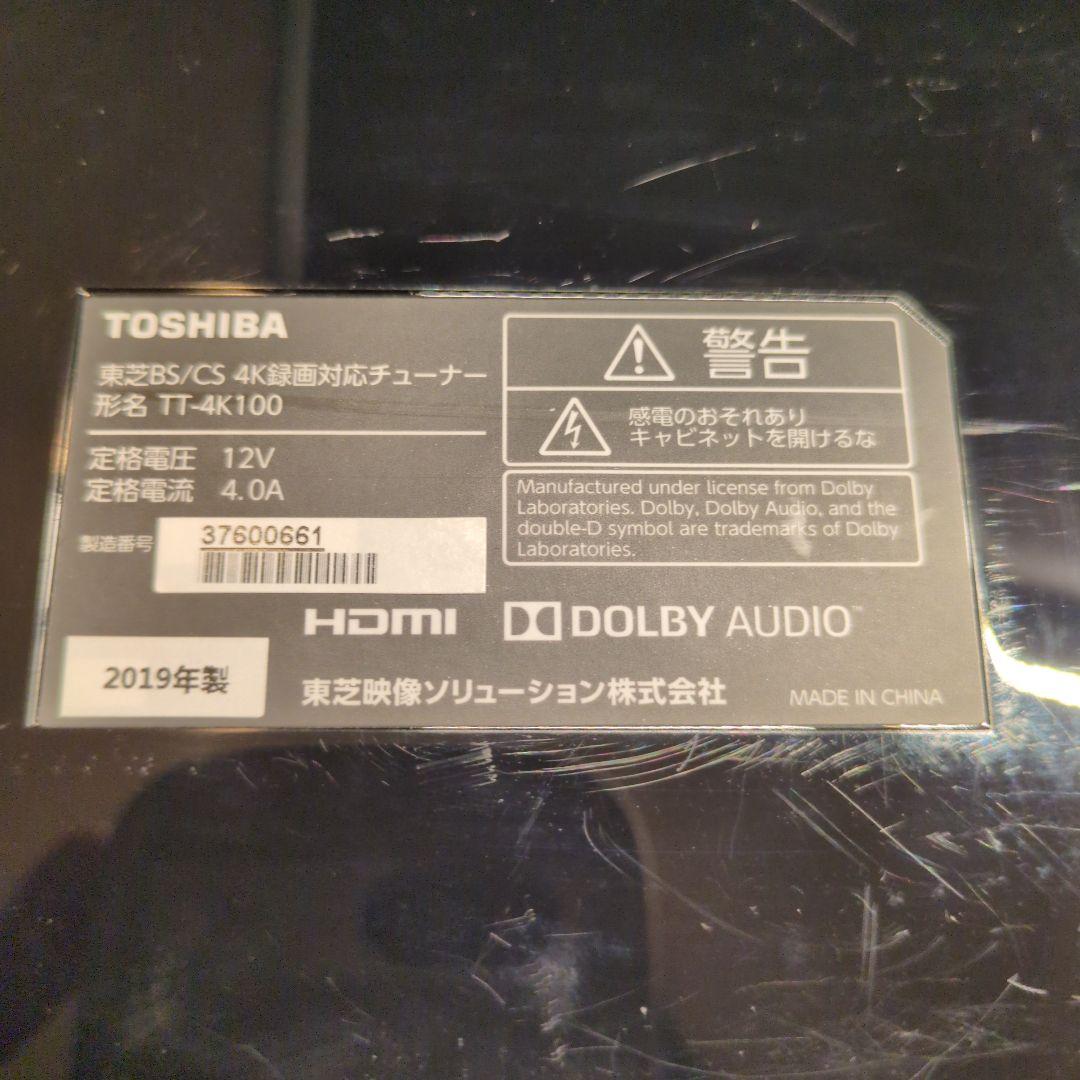 TOSHIBA
東芝BS/CS 4K録画対応チューナー
形名 TT-4K100
定格電圧 12V
定格電流 4.0A
製造番号 37600661
2019年製
警告
感電のおそれあり
キャビネットを開けるな
Manufactured under license from Dolby
Laboratories. Dolby, Dolby Audio, and the
double-D symbol are trademarks of Dolby
Laboratories.
HDMI
DOLBY AUDIO™
東芝映像ソリューション株式会社
MADE IN CHINA